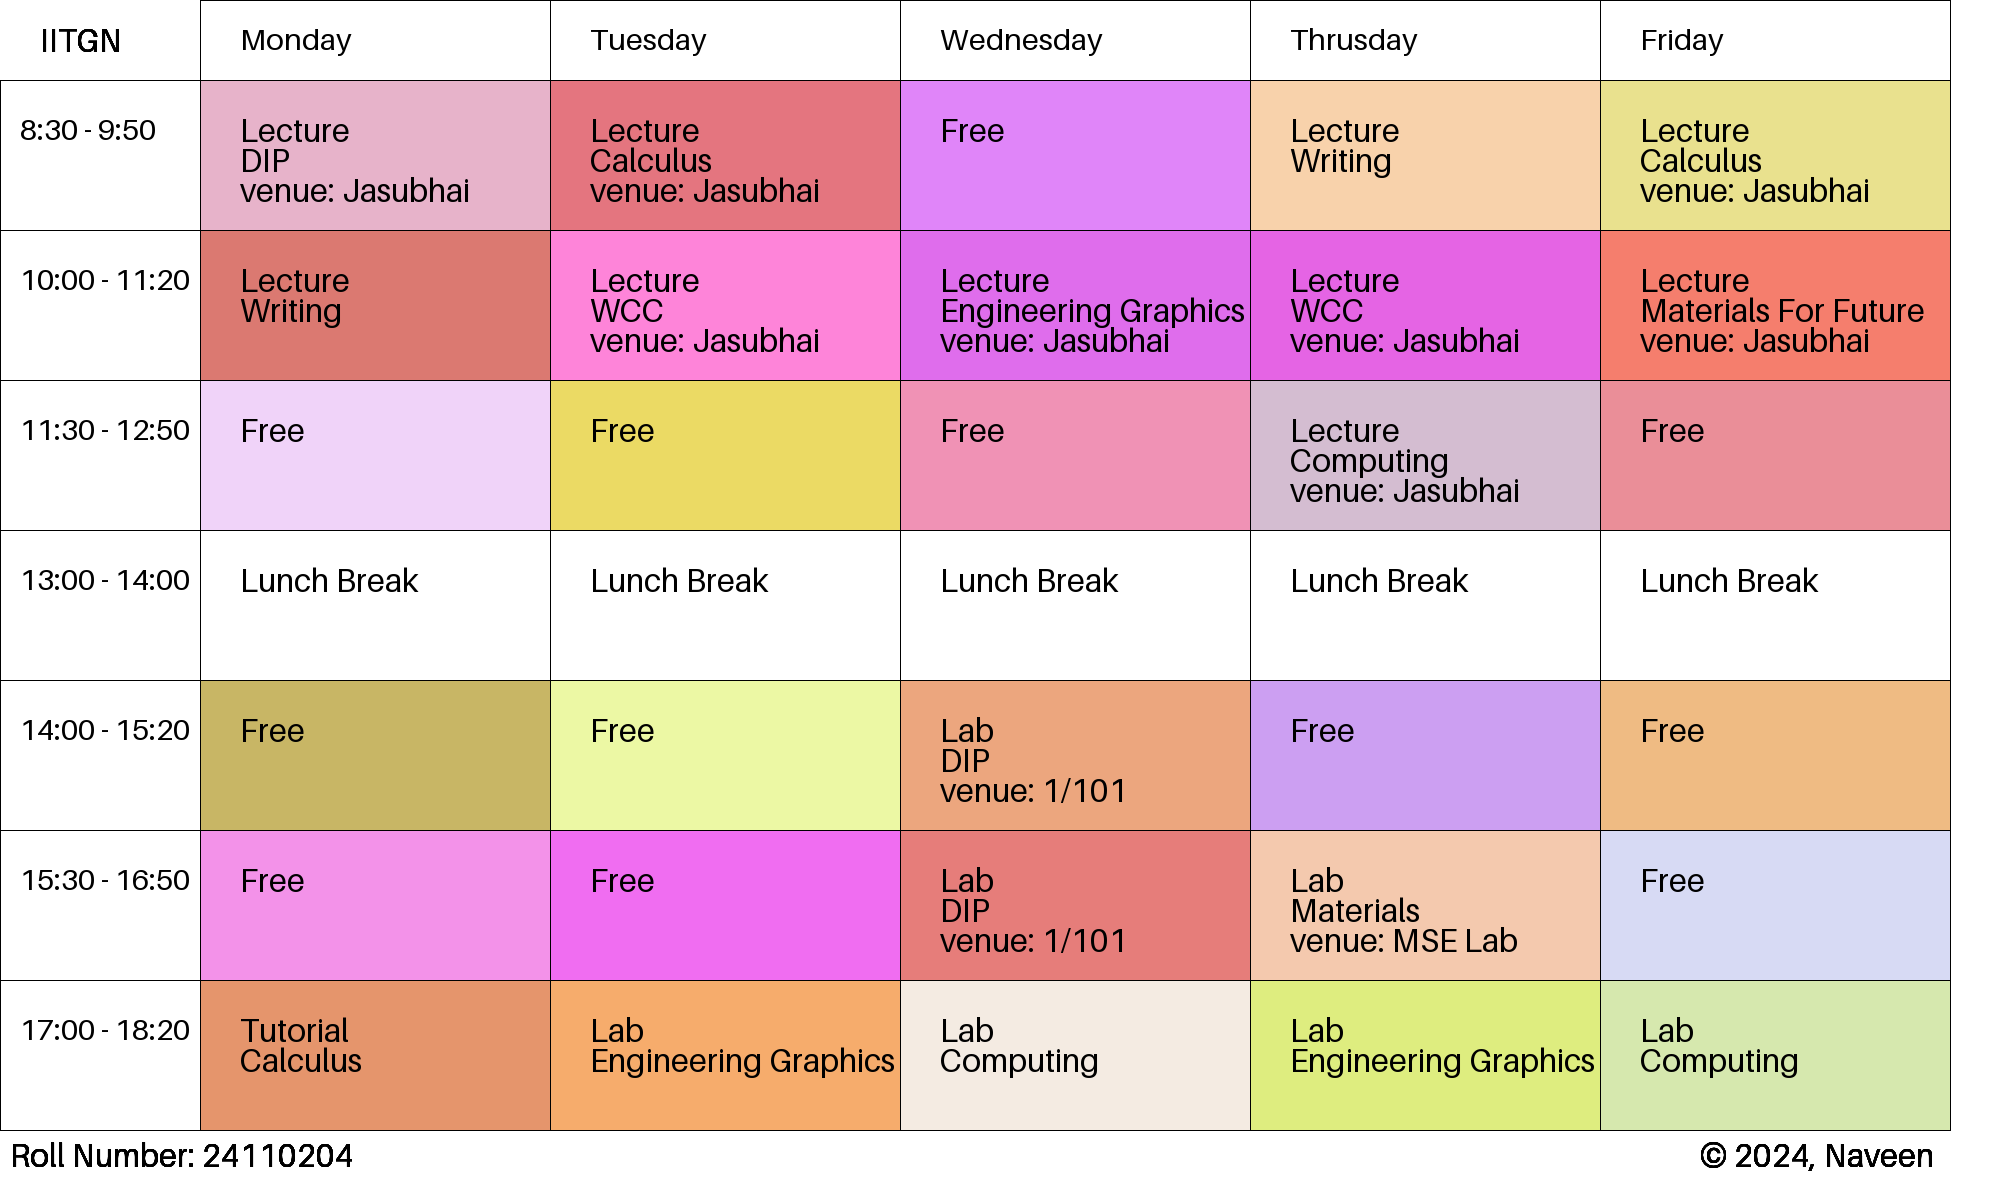 IITGN
Monday
Tuesday
Wednesday
Thrusday
Friday
8:30 - 9:50
Lecture
DIP
venue: Jasubhai
Lecture
Calculus
venue: Jasubhai
Free
Lecture
Writing
Lecture
Calculus
venue: Jasubhai
10:00 - 11:20
Lecture
Writing
Lecture
WCC
venue: Jasubhai
Lecture
Engineering Graphics
venue: Jasubhai
Lecture
WCC
venue: Jasubhai
Lecture
Materials For Future
venue: Jasubhai
11:30 - 12:50
Free
Free
Free
Lecture
Computing
venue: Jasubhai
Free
13:00 - 14:00
Lunch Break
Lunch Break
Lunch Break
Lunch Break
Lunch Break
14:00 - 15:20
Free
Free
Lab
DIP
venue: 1/101
Free
Free
15:30 - 16:50
Free
Free
Lab
DIP
venue: 1/101
Lab
Materials
venue: MSE Lab
Free
17:00 - 18:20
Tutorial
Calculus
Lab
Engineering Graphics
Lab
Computing
Lab
Engineering Graphics
Lab
Computing
Roll Number: 24110204
© 2024, Naveen